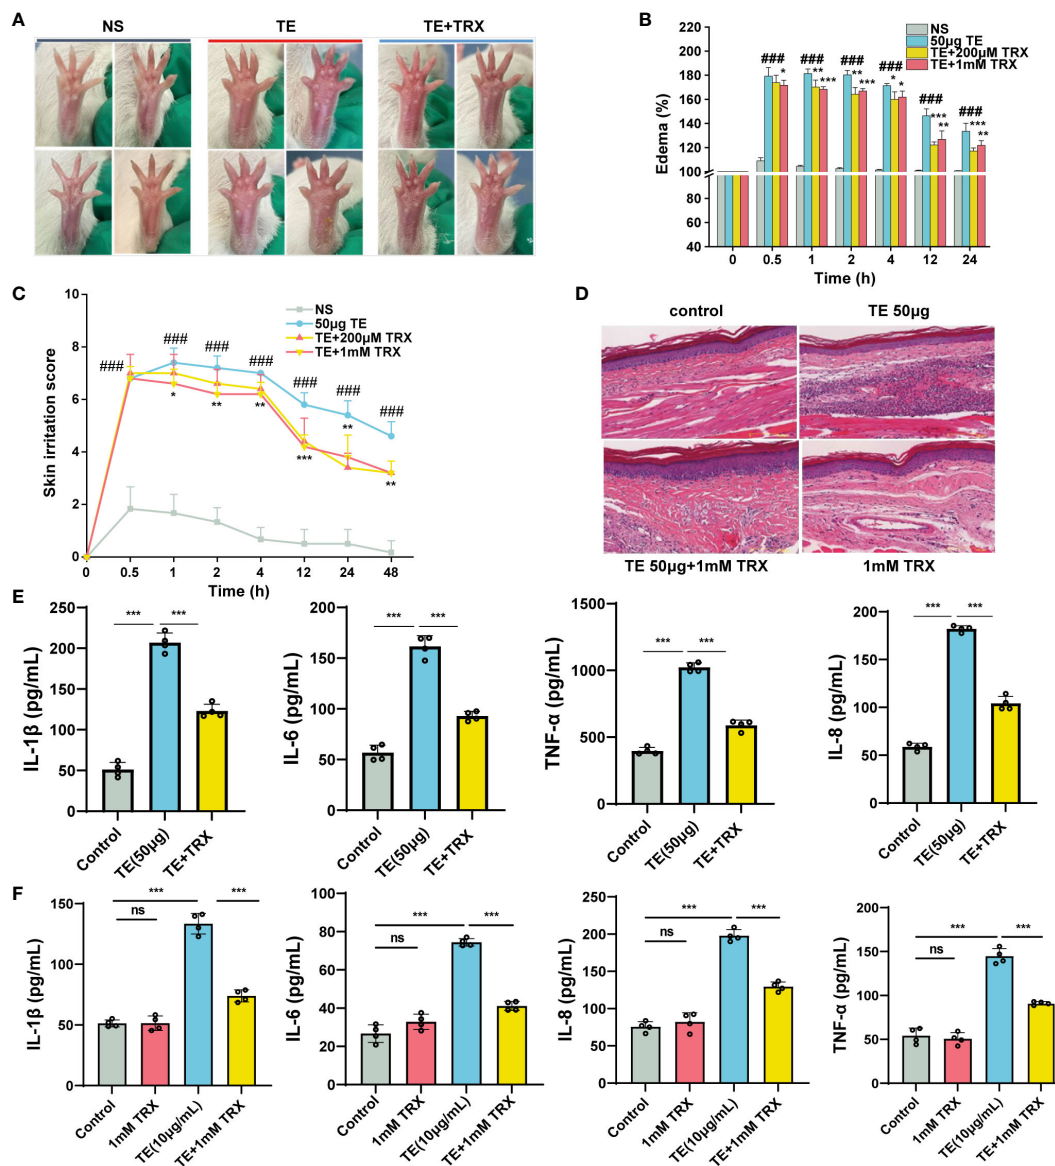 A
NS
TE
TE+TRX
B
Edema (%)
180
160
140
120
100
80
60
40
NS
50μg TE
TE+200μM TRX
TE+1mM TRX
###
*
###
**
***
###
**
***
###
*
*
###
***
**
###
***
**
0
0.5
1
2
4
12
24
Time (h)
C
Skin irritation score
10
8
6
4
2
0
NS
50μg TE
TE+200μM TRX
TE+1mM TRX
###
###
###
###
###
###
###
*
**
**
***
**
**
0
0.5
1
2
4
12
24
48
Time (h)
D
control
TE 50μg
TE 50μg+1mM TRX
1mM TRX
E
IL-1β (pg/mL)
250
200
150
100
50
0
***
***
Control
TE(50μg)
TE+TRX
IL-6 (pg/mL)
200
150
100
50
0
***
***
Control
TE(50μg)
TE+TRX
TNF-α (pg/mL)
1500
1000
500
0
***
***
Control
TE(50μg)
TE+TRX
IL-8 (pg/mL)
200
150
100
50
0
***
***
Control
TE(50μg)
TE+TRX
F
IL-1β (pg/mL)
150
100
50
0
***
***
ns
Control
1mM TRX
TE(10μg/mL)
TE+1mM TRX
IL-6 (pg/mL)
80
60
40
20
0
***
***
ns
Control
1mM TRX
TE(10μg/mL)
TE+1mM TRX
IL-8 (pg/mL)
250
200
150
100
50
0
***
***
ns
Control
1mM TRX
TE(10μg/mL)
TE+1mM TRX
TNF-α (pg/mL)
200
150
100
50
0
***
***
ns
Control
1mM TRX
TE(10μg/mL)
TE+1mM TRX